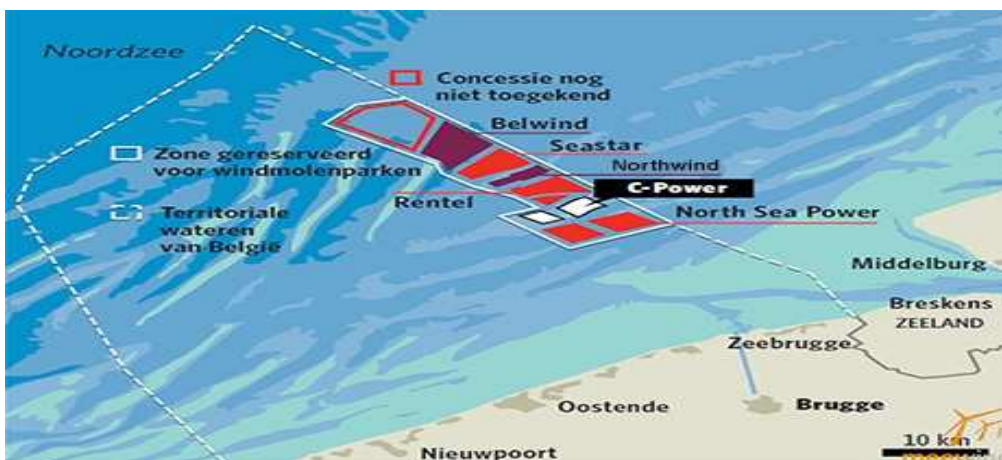 Noordzee
Concessie nog
niet toegekend
Belwind
Seastar
Zone gereserveerd
voor windmolenparken
Northwind
C-Power
Rentel
North Sea Power
Territoriale
wateren
van België
Middelburg
Breskens
ZEELAND
Zeebrugge
Oostende
Brugge
Nieuwpoort
10 km